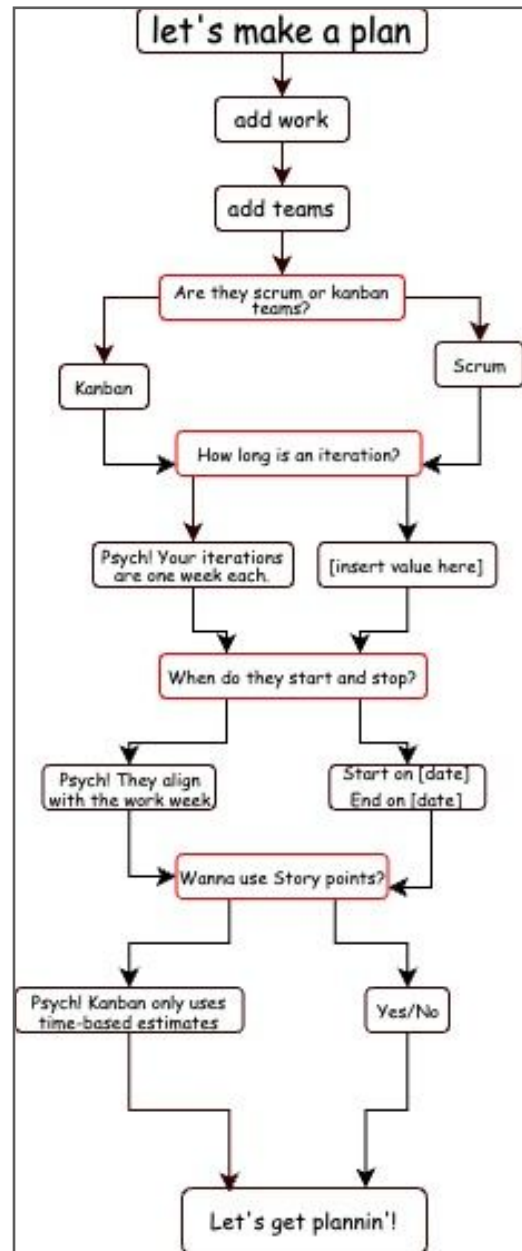 let's make a plan
add work
add teams
Are they scrum or kanban
teams?
Kanban
Scrum
How long is an iteration?
Psych! Your iterations
are one week each.
[insert value here]
When do they start and stop?
Psych! They align
with the work week
Start on [date]
End on [date]
Wanna use Story points?
Psych! Kanban only uses
time-based estimates
Yes/No
Let's get plannin'!